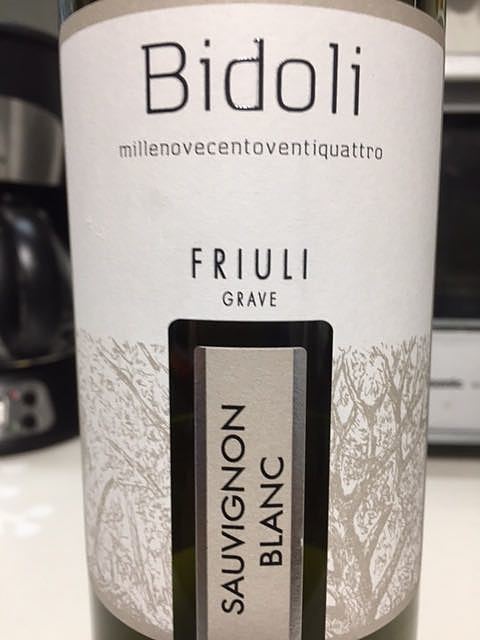 Bidoli
millenovecentoventiquattro
FRIULI
GRAVE
SAUVIGNON
BLANC